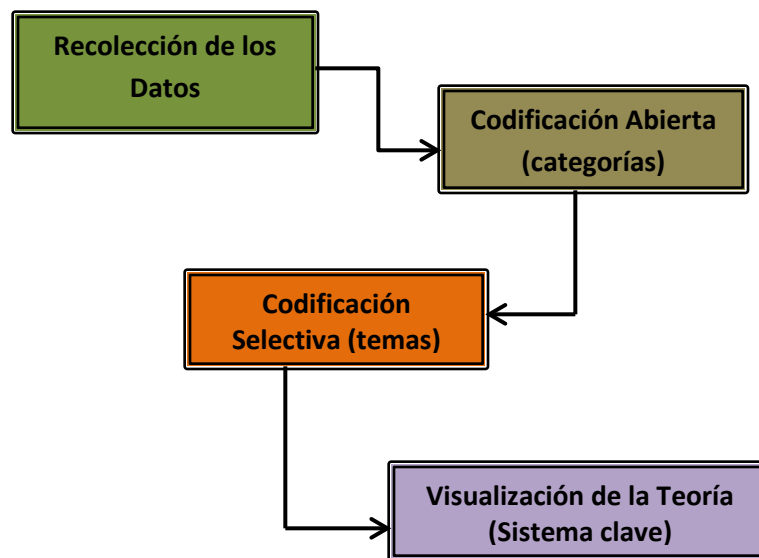 Recolección de los
Datos
Codificación Abierta
(categorías)
Codificación
Selectiva (temas)
Visualización de la Teoría
(Sistema clave)